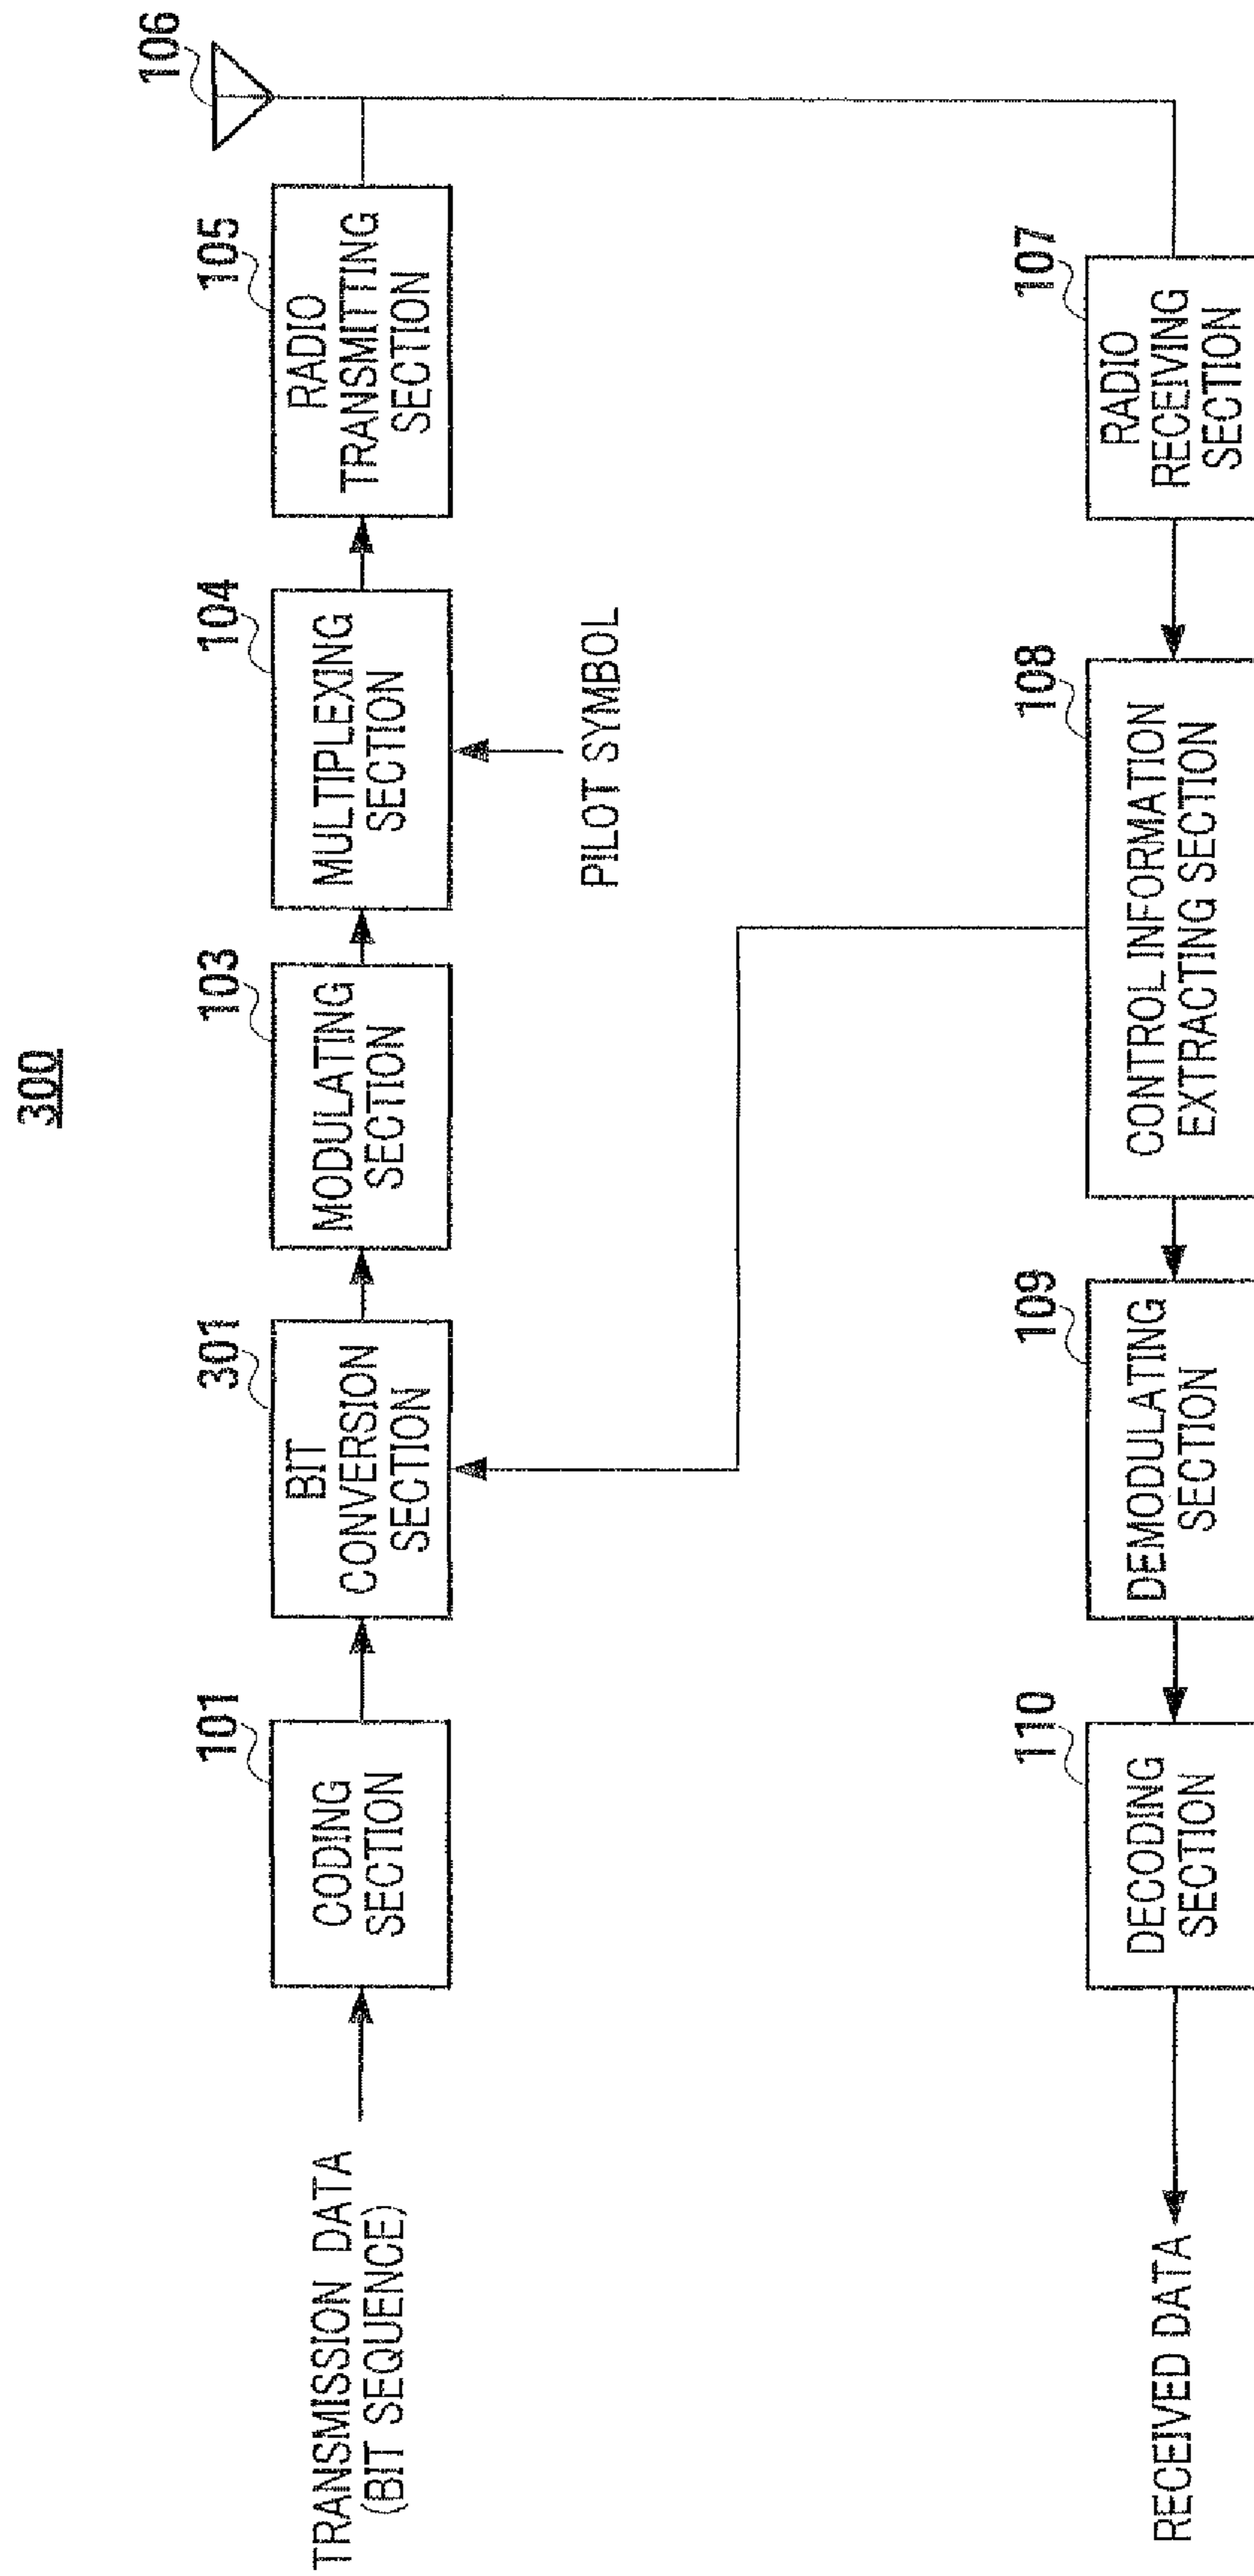 300
106
101
301
103
104
105
TRANSMISSION DATA
(BIT SEQUENCE)
CODING
SECTION
BIT
CONVERSION
SECTION
MODULATING
SECTION
MULTIPLEXING
SECTION
RADIO
TRANSMITTING
SECTION
PILOT SYMBOL
110
109
108
107
RECEIVED DATA
DECODING
SECTION
DEMODULATING
SECTION
CONTROL INFORMATION
EXTRACTING SECTION
RADIO
RECEIVING
SECTION